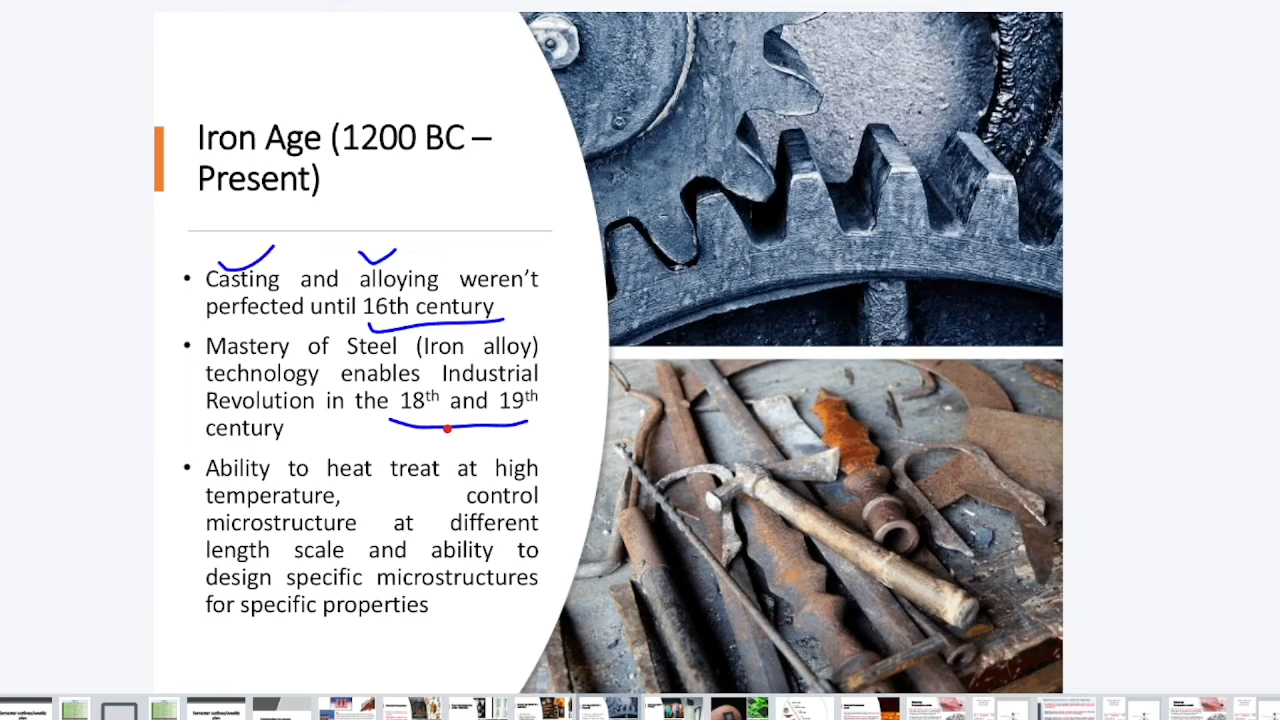 Iron Age (1200 BC –
Present)
• Casting and alloying weren't
perfected until 16th century
• Mastery of Steel (Iron alloy)
technology enables Industrial
Revolution in the 18th and 19th
century
• Ability to heat treat at high
temperature, control
microstructure at different
length scale and ability to
design specific microstructures
for specific properties